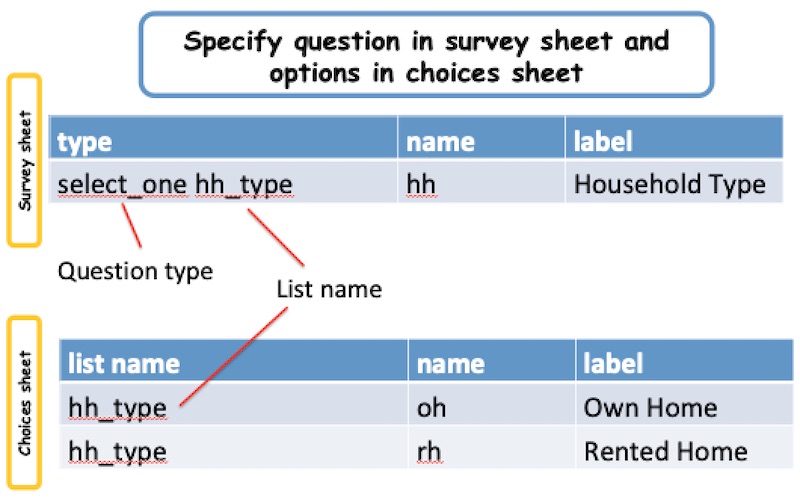 Specify question in survey sheet and
options in choices sheet
Survey sheet
type name label
select_one hh_type hh Household Type
Question type
List name
Choices sheet
list name name label
hh_type oh Own Home
hh_type rh Rented Home